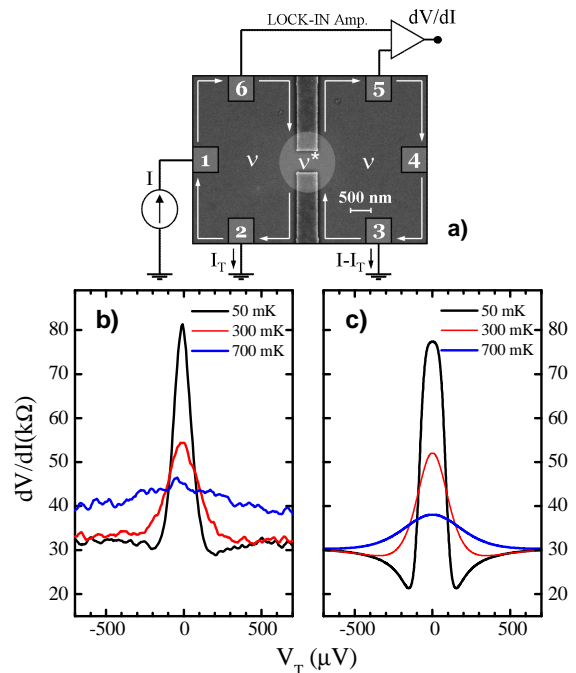 LOCK-IN Amp.
dV/dI
6
5
I
1
ν
ν*
ν
4
500 nm
2
3
a)
I_T
I-I_T
b)
50 mK
300 mK
700 mK
c)
50 mK
300 mK
700 mK
dV/dI(kΩ)
80
70
60
50
40
30
20
80
70
60
50
40
30
20
-500
0
500
-500
0
500
V_T (μV)